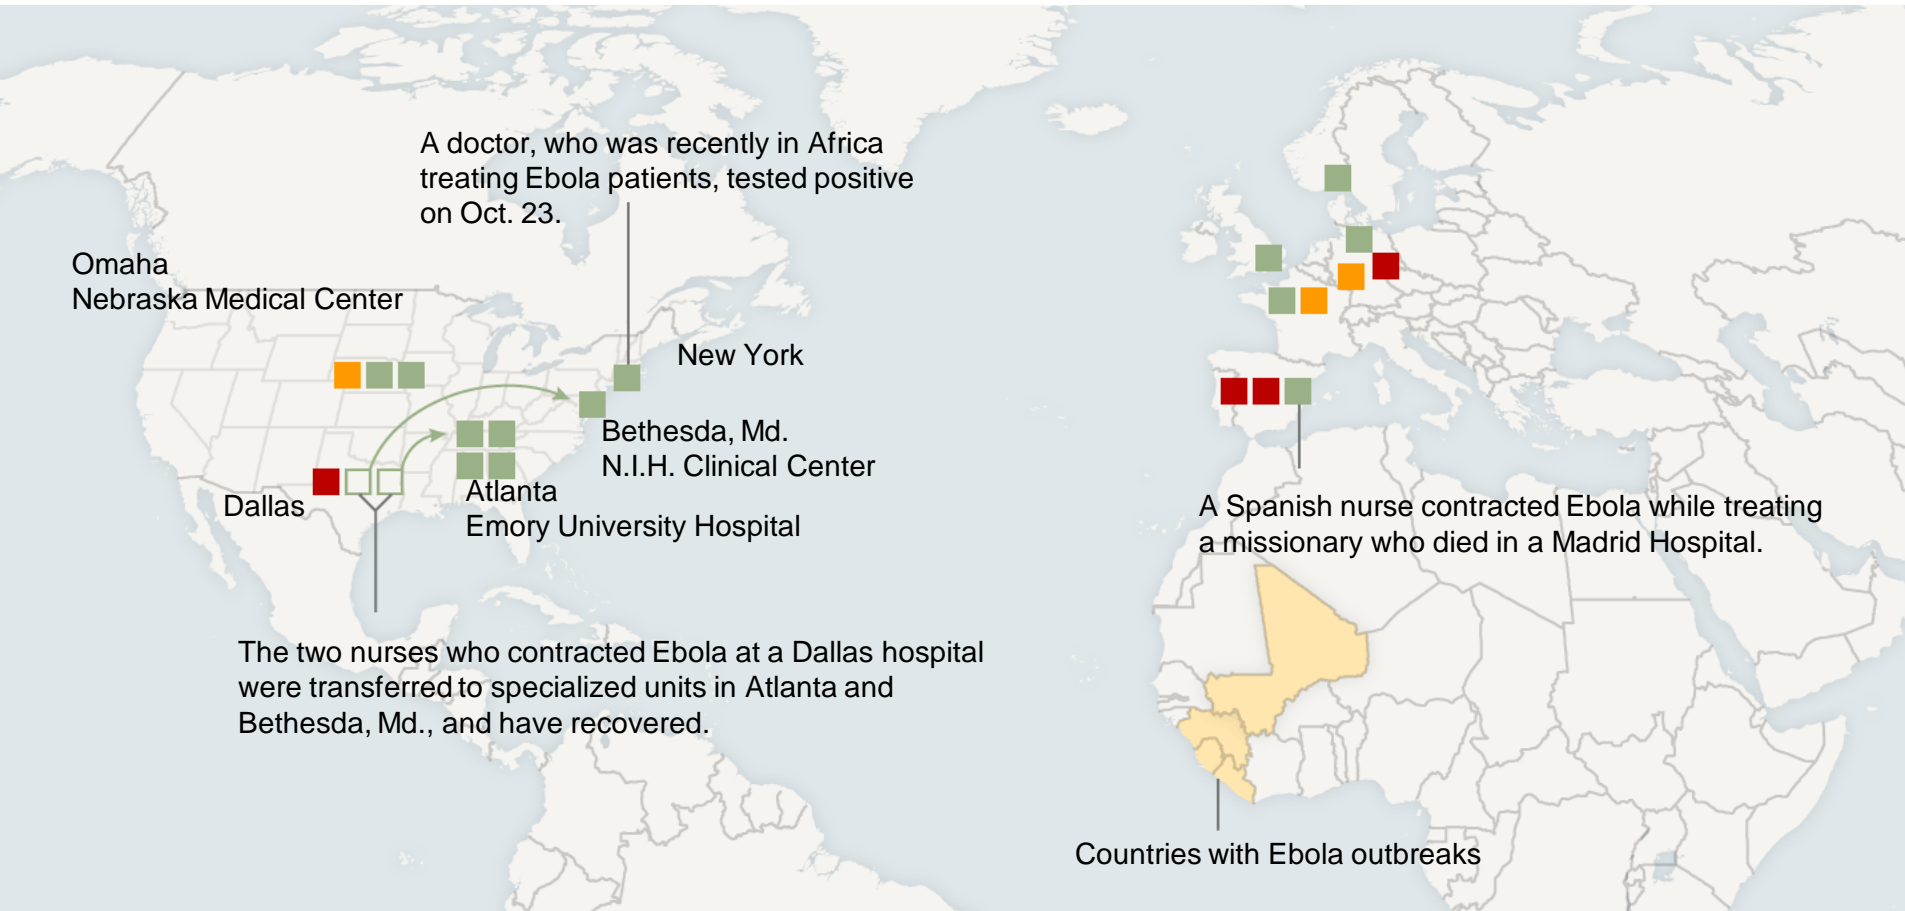 A doctor, who was recently in Africa
treating Ebola patients, tested positive
on Oct. 23.
Omaha
Nebraska Medical Center
New York
Bethesda, Md.
N.I.H. Clinical Center
Dallas
Atlanta
Emory University Hospital
The two nurses who contracted Ebola at a Dallas hospital
were transferred to specialized units in Atlanta and
Bethesda, Md., and have recovered.
A Spanish nurse contracted Ebola while treating
a missionary who died in a Madrid Hospital.
Countries with Ebola outbreaks